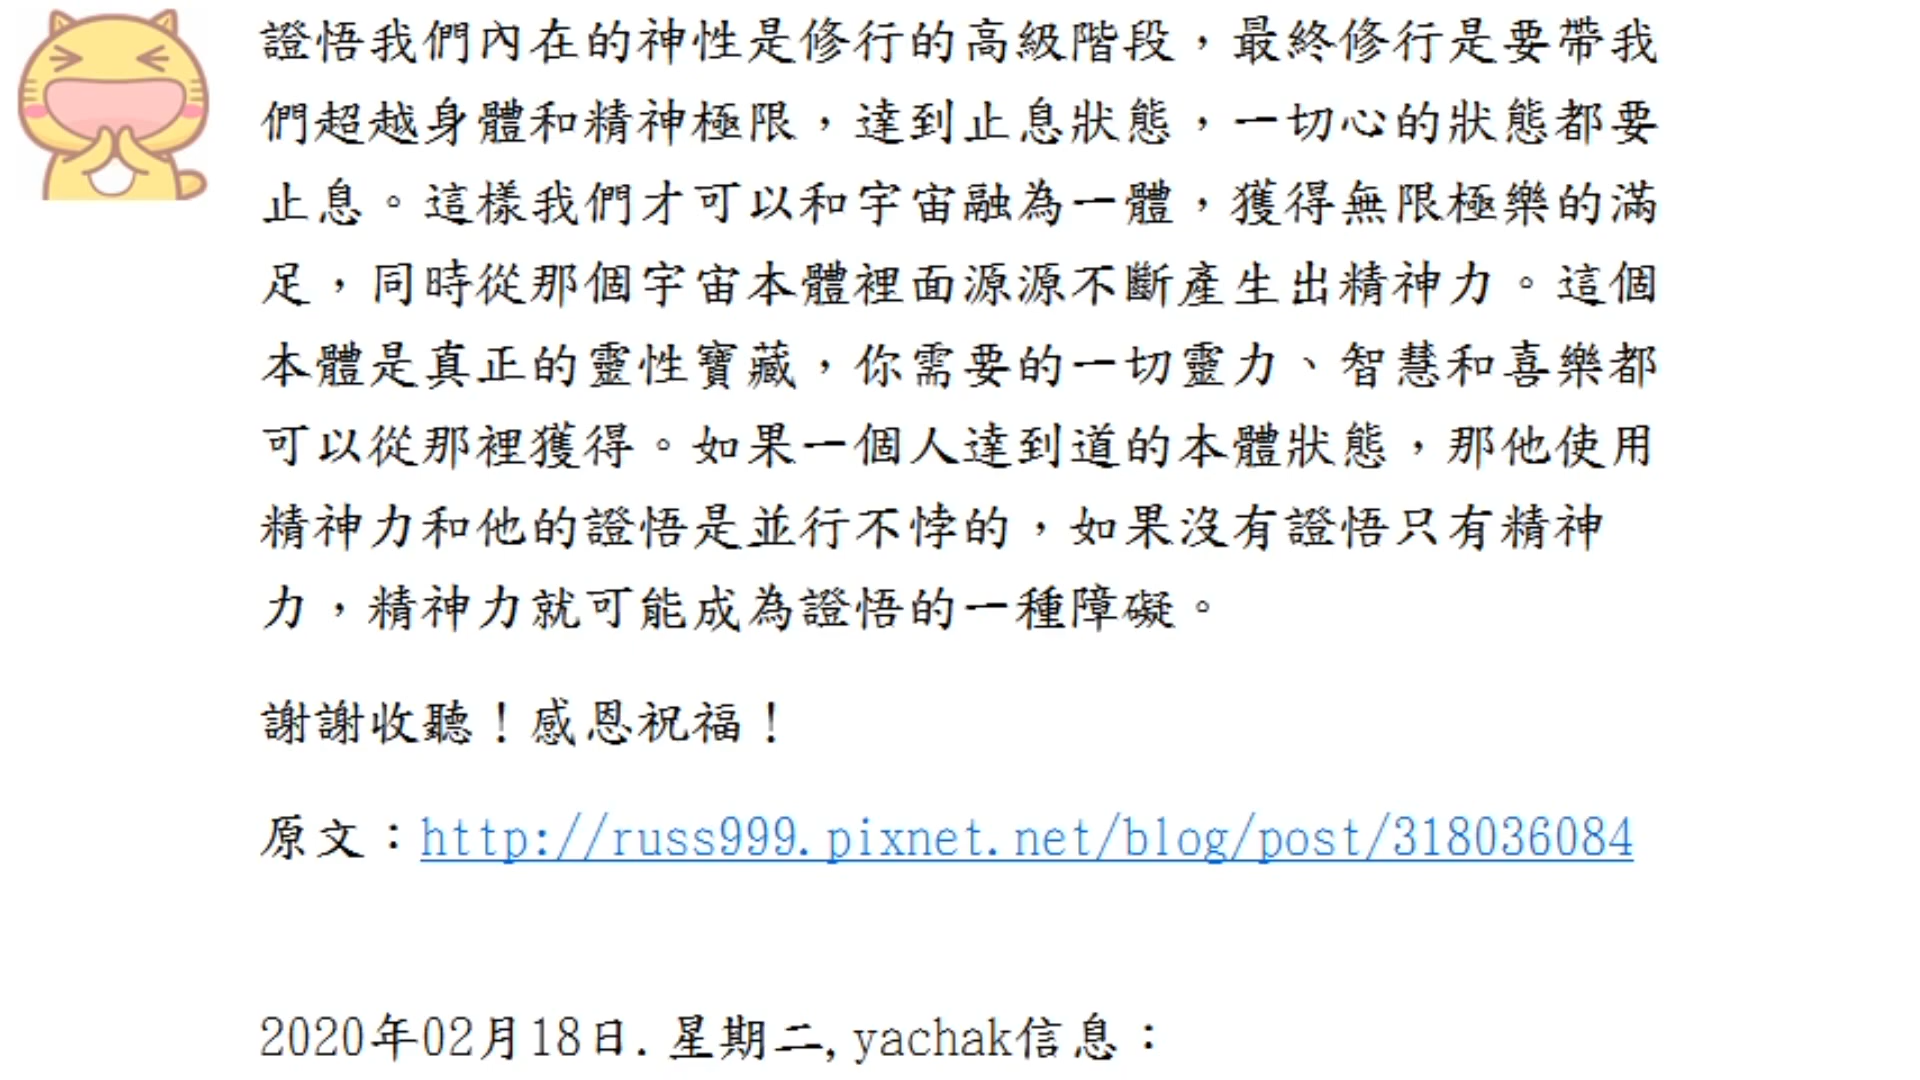 證悟我們內在的神性是修行的高級階段，最終修行是要帶我
們超越身體和精神極限，達到止息狀態，一切心的狀態都要
止息。這樣我們才可以和宇宙融為一體，獲得無限極樂的滿
足，同時從那個宇宙本體裡面源源不斷產生出精神力。這個
本體是真正的靈性寶藏，你需要的一切靈力、智慧和喜樂都
可以從那裡獲得。如果一個人達到道的本體狀態，那他使用
精神力和他的證悟是並行不悖的，如果沒有證悟只有精神
力，精神力就可能成為證悟的一種障礙。
謝謝收聽！感恩祝福！
原文：http://russ999.pixnet.net/blog/post/318036084
2020年02月18日. 星期二, yachak信息：